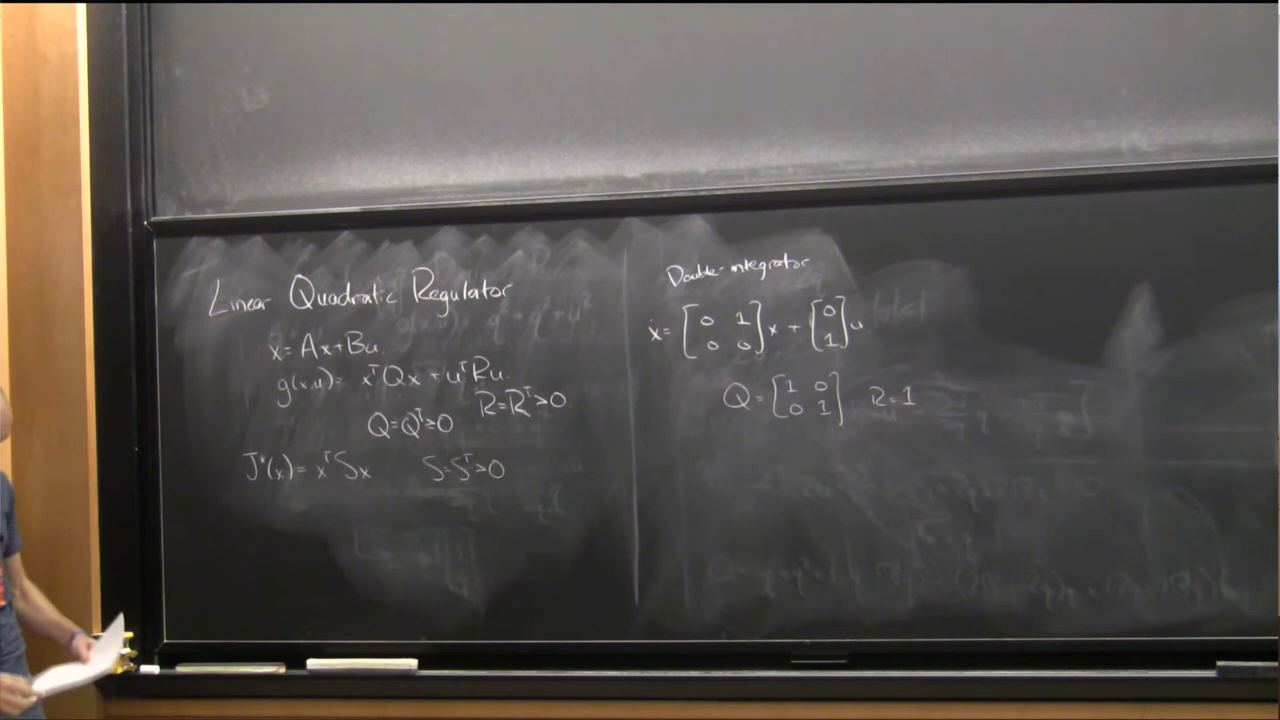 Linear Quadratic Regulator
ẋ = Ax + Bu
g(x,u) = xᵀQx + uᵀRu
R = Rᵀ > 0
Q = Qᵀ ≥ 0
J*(x) = xᵀSx    S = Sᵀ > 0
Double-integrator
ẋ = [0 1; 0 0] x + [0; 1] u
Q = [1 0; 0 1]  R = 1